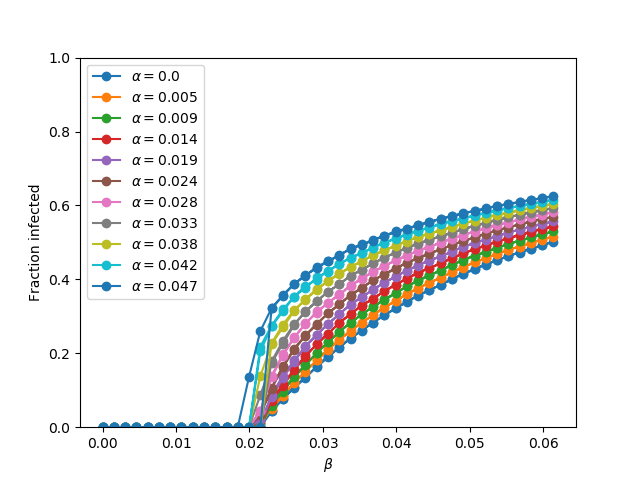 1.0
0.8
0.6
0.4
0.2
0.0
Fraction infected
α = 0.0
α = 0.005
α = 0.009
α = 0.014
α = 0.019
α = 0.024
α = 0.028
α = 0.033
α = 0.038
α = 0.042
α = 0.047
0.00 0.01 0.02 0.03 0.04 0.05 0.06
β